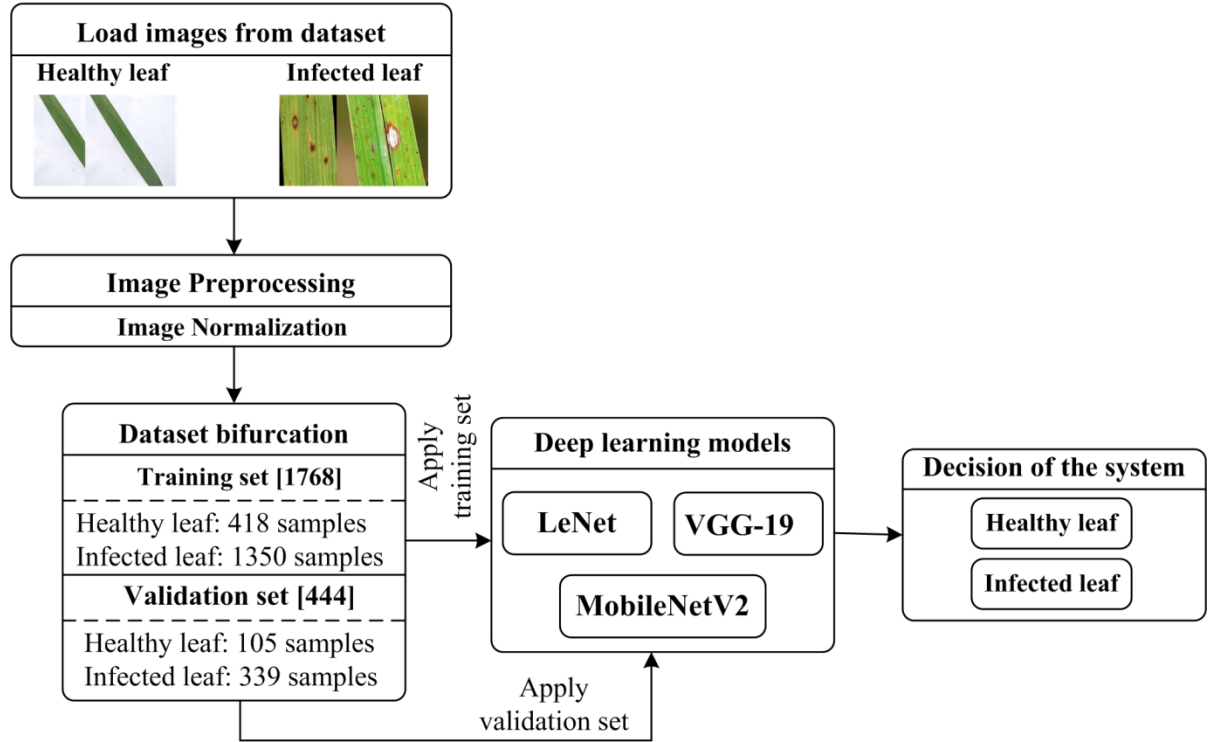 Load images from dataset
Healthy leaf
Infected leaf
Image Preprocessing
Image Normalization
Dataset bifurcation
Training set [1768]
Healthy leaf: 418 samples
Infected leaf: 1350 samples
Validation set [444]
Healthy leaf: 105 samples
Infected leaf: 339 samples
Apply
training set
Apply
validation set
Deep learning models
LeNet
VGG-19
MobileNetV2
Decision of the system
Healthy leaf
Infected leaf